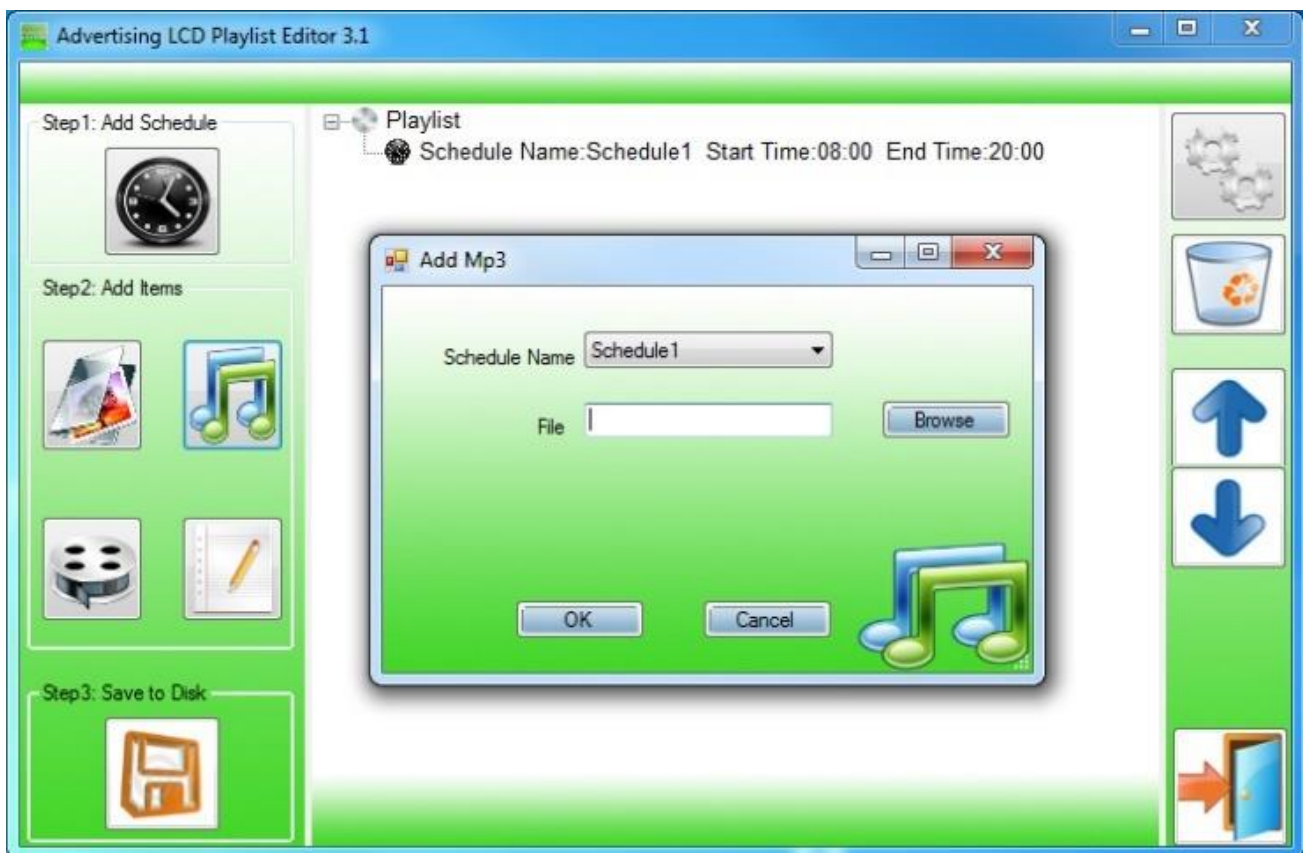 Advertising LCD Playlist Editor 3.1
Step1: Add Schedule
Playlist
Schedule Name:Schedule1 Start Time:08:00 End Time:20:00
Step2: Add Items
Add Mp3
Schedule Name Schedule1
File Browse
OK Cancel
Step3: Save to Disk